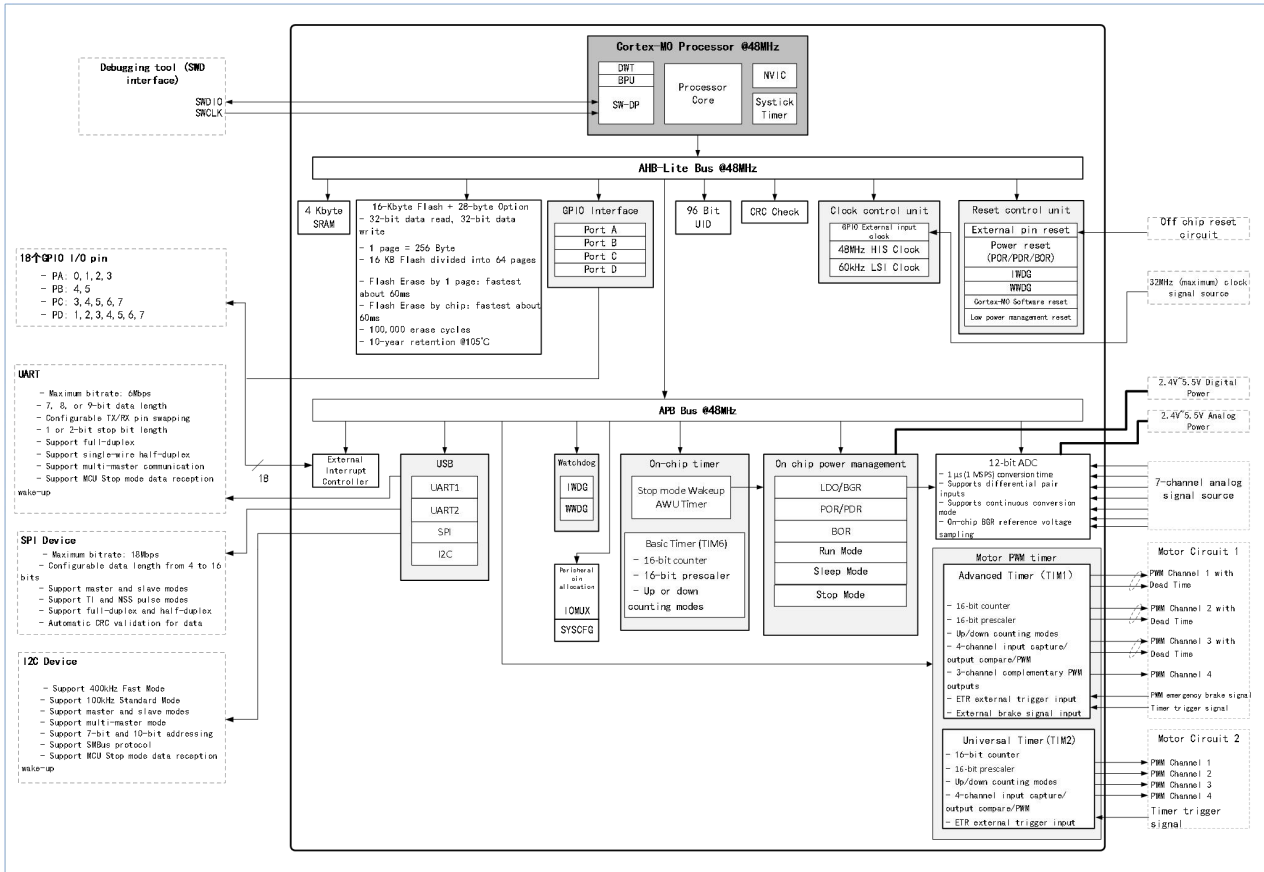 Cortex-M0 Processor @48MHz
DWT
BPU
SW-DP
Processor
Core
NVIC
Systick
Timer
Debugging tool (SWD
interface)
SWDIO
SWCLK
AHB-Lite Bus @48MHz
4 Kbyte
SRAM
16-Kbyte Flash + 28-byte Option
- 32-bit data read, 32-bit data
write
- 1 page = 256 Byte
- 16 KB Flash divided into 64 pages
- Flash Erase by 1 page: fastest
about 60ms
- Flash Erase by chip: fastest about
60ms
- 100,000 erase cycles
- 10-year retention @105℃
GPIO Interface
Port A
Port B
Port C
Port D
96 Bit
UID
CRC Check
Clock control unit
GPIO External input
clock
48MHz HIS Clock
60kHz LSI Clock
Reset control unit
External pin reset
Power reset
(POR/PDR/BOR)
IWDG
WWDG
Cortex-M0 Software reset
Low power management reset
Off chip reset
circuit
32MHz (maximum) clock
signal source
18个GPIO I/O pin
- PA: 0, 1, 2, 3
- PB: 4, 5
- PC: 3, 4, 5, 6, 7
- PD: 1, 2, 3, 4, 5, 6, 7
UART
- Maximum bitrate: 6Mbps
- 7, 8, or 9-bit data length
- Configurable TX/RX pin swapping
- 1 or 2-bit stop bit length
- Support full-duplex
- Support single-wire half-duplex
- Support multi-master communication
- Support MCU Stop mode data reception
wake-up
SPI Device
- Maximum bitrate: 18Mbps
- Configurable data length from 4 to 16
bits
- Support master and slave modes
- Support TI and NSS pulse modes
- Support full-duplex and half-duplex
- Automatic CRC validation for data
I2C Device
- Support 400kHz Fast Mode
- Support 100kHz Standard Mode
- Support master and slave modes
- Support multi-master mode
- Support 7-bit and 10-bit addressing
- Support SMBus protocol
- Support MCU Stop mode data reception
wake-up
APB Bus @48MHz
18
External
Interrupt
Controller
USB
UART1
UART2
SPI
I2C
Watchdog
IWDG
WWDG
Peripheral
pin
allocation
IOMUX
SYSCFG
On-chip timer
Stop mode Wakeup
AWU Timer
Basic Timer (TIM6)
- 16-bit counter
- 16-bit prescaler
- Up or down
counting modes
On chip power management
LDO/BGR
POR/PDR
BOR
Run Mode
Sleep Mode
Stop Mode
12-bit ADC
- 1 μs(1 MSPS) conversion time
- Supports differential pair
inputs
- Supports continuous conversion
mode
- On-chip BGR reference voltage
sampling
2.4V~5.5V Digital
Power
2.4V~5.5V Analog
Power
7-channel analog
signal source
Motor PWM timer
Advanced Timer (TIM1)
- 16-bit counter
- 16-bit prescaler
- Up/down counting modes
- 4-channel input capture/
output compare/PWM
- 3-channel complementary PWM
outputs
- ETR external trigger input
- External brake signal input
Universal Timer(TIM2)
- 16-bit counter
- 16-bit prescaler
- Up/down counting modes
- 4-channel input capture/
output compare/PWM
- ETR external trigger input
Motor Circuit 1
PWM Channel 1 with
Dead Time
PWM Channel 2 with
Dead Time
PWM Channel 3 with
Dead Time
PWM Channel 4
PWM emergency brake signal
Timer trigger signal
Motor Circuit 2
PWM Channel 1
PWM Channel 2
PWM Channel 3
PWM Channel 4
Timer trigger
signal